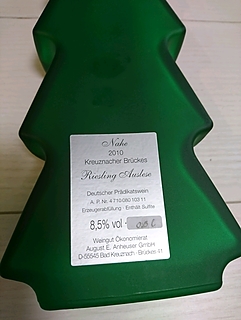 Nahe
2010
Kreuznacher Brückes
Riesling Auslese
Deutscher Prädikatswein
A. P. Nr. 4 710 080 103 11
Erzeugerabfüllung · Enthält Sulfite
8,5% vol
Weingut Ökonomierat
August E. Anheuser GmbH
D-55545 Bad Kreuznach · Brückes 41